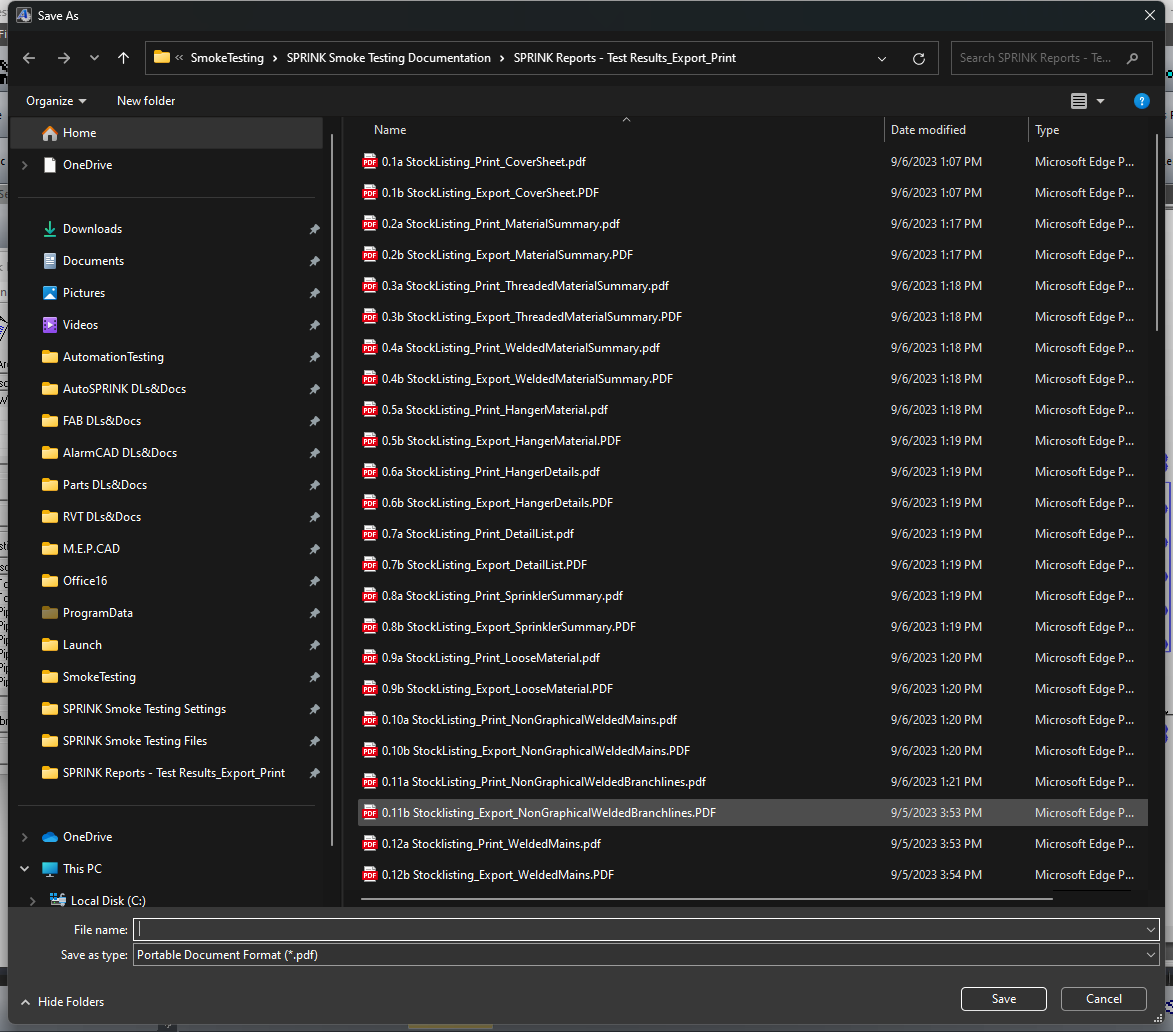 Save As
« SmokeTesting > SPRINK Smoke Testing Documentation > SPRINK Reports - Test Results_Export_Print
Search SPRINK Reports - Te...
Organize
New folder
?
Home
OneDrive
Downloads
Documents
Pictures
Videos
AutomationTesting
AutoSPRINK DLs&Docs
FAB DLs&Docs
AlarmCAD DLs&Docs
Parts DLs&Docs
RVT DLs&Docs
M.E.P.CAD
Office16
ProgramData
Launch
SmokeTesting
SPRINK Smoke Testing Settings
SPRINK Smoke Testing Files
SPRINK Reports - Test Results_Export_Print
OneDrive
This PC
Local Disk (C:)
Name Date modified Type
0.1a StockListing_Print_CoverSheet.pdf 9/6/2023 1:07 PM Microsoft Edge P...
0.1b StockListing_Export_CoverSheet.PDF 9/6/2023 1:07 PM Microsoft Edge P...
0.2a StockListing_Print_MaterialSummary.pdf 9/6/2023 1:17 PM Microsoft Edge P...
0.2b StockListing_Export_MaterialSummary.PDF 9/6/2023 1:17 PM Microsoft Edge P...
0.3a StockListing_Print_ThreadedMaterialSummary.pdf 9/6/2023 1:18 PM Microsoft Edge P...
0.3b StockListing_Export_ThreadedMaterialSummary.PDF 9/6/2023 1:18 PM Microsoft Edge P...
0.4a StockListing_Print_WeldedMaterialSummary.pdf 9/6/2023 1:18 PM Microsoft Edge P...
0.4b StockListing_Export_WeldedMaterialSummary.PDF 9/6/2023 1:18 PM Microsoft Edge P...
0.5a StockListing_Print_HangerMaterial.pdf 9/6/2023 1:18 PM Microsoft Edge P...
0.5b StockListing_Export_HangerMaterial.PDF 9/6/2023 1:19 PM Microsoft Edge P...
0.6a StockListing_Print_HangerDetails.pdf 9/6/2023 1:19 PM Microsoft Edge P...
0.6b StockListing_Export_HangerDetails.PDF 9/6/2023 1:19 PM Microsoft Edge P...
0.7a StockListing_Print_DetailList.pdf 9/6/2023 1:19 PM Microsoft Edge P...
0.7b StockListing_Export_DetailList.PDF 9/6/2023 1:19 PM Microsoft Edge P...
0.8a StockListing_Print_SprinklerSummary.pdf 9/6/2023 1:19 PM Microsoft Edge P...
0.8b StockListing_Export_SprinklerSummary.PDF 9/6/2023 1:19 PM Microsoft Edge P...
0.9a StockListing_Print_LooseMaterial.pdf 9/6/2023 1:20 PM Microsoft Edge P...
0.9b StockListing_Export_LooseMaterial.PDF 9/6/2023 1:20 PM Microsoft Edge P...
0.10a StockListing_Print_NonGraphicalWeldedMains.pdf 9/6/2023 1:20 PM Microsoft Edge P...
0.10b StockListing_Export_NonGraphicalWeldedMains.PDF 9/6/2023 1:20 PM Microsoft Edge P...
0.11a StockListing_Print_NonGraphicalWeldedBranchlines.pdf 9/6/2023 1:21 PM Microsoft Edge P...
0.11b Stocklisting_Export_NonGraphicalWeldedBranchlines.PDF 9/5/2023 3:53 PM Microsoft Edge P...
0.12a Stocklisting_Print_WeldedMains.pdf 9/5/2023 3:53 PM Microsoft Edge P...
0.12b Stocklisting_Export_WeldedMains.PDF 9/5/2023 3:54 PM Microsoft Edge P...
File name:
Save as type: Portable Document Format (*.pdf)
Hide Folders
Save
Cancel